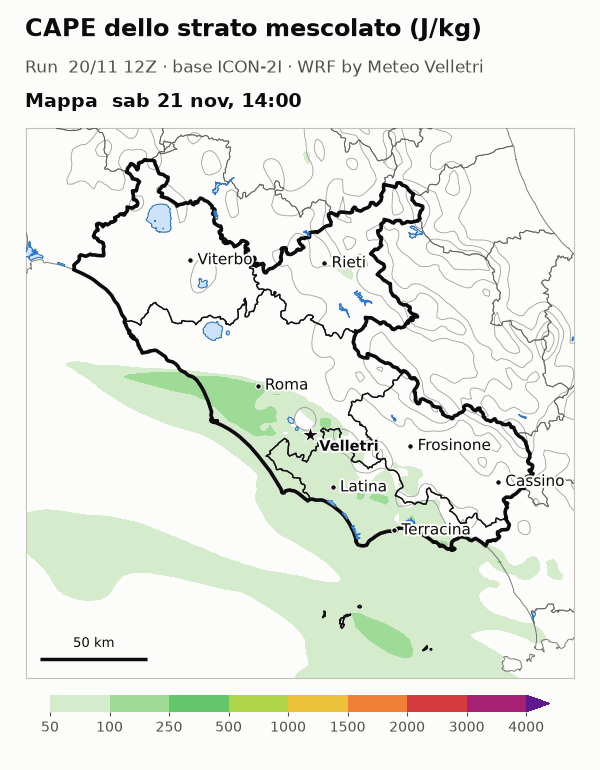 CAPE dello strato mescolato (J/kg)
Run  20/11 12Z · base ICON-2I · WRF by Meteo Velletri
Mappa  sab 21 nov, 14:00
Viterbo
Rieti
Roma
Velletri
Frosinone
Cassino
Latina
Terracina
50 km
50 100 250 500 1000 1500 2000 3000 4000